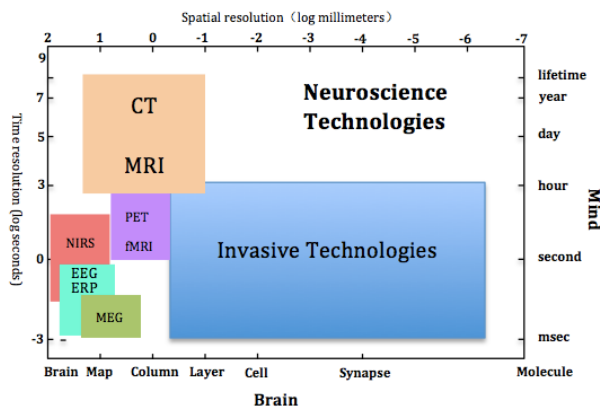 Spatial resolution（log millimeters）
2 1 0 -1 -2 -3 -4 -5 -6 -7
Time resolution (log seconds)
9
7
5
3
0
-3
Neuroscience
Technologies
CT
MRI
PET
fMRI
NIRS
EEG
ERP
MEG
Invasive Technologies
lifetime
year
day
hour
second
msec
Mind
Brain Map Column Layer Cell Synapse Molecule
Brain